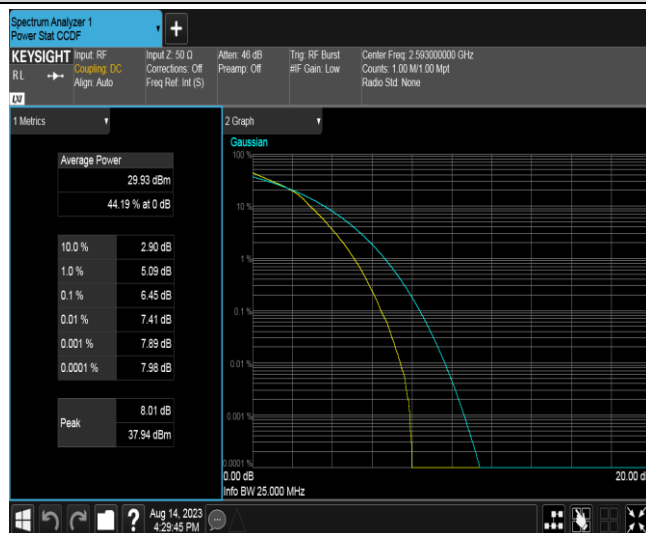 Spectrum Analyzer 1
Power Stat CCDF
+
KEYSIGHT
RL
LXI
Input: RF
Coupling: DC
Align: Auto
Input Z: 50 Ω
Corrections: Off
Freq Ref: Int (S)
Atten: 46 dB
Preamp: Off
Trig: RF Burst
#IF Gain: Low
Center Freq: 2.593000000 GHz
Counts: 1.00 M/1.00 Mpt
Radio Std: None
1 Metrics
Average Power
29.93 dBm
44.19 % at 0 dB
10.0 % 2.90 dB
1.0 % 5.09 dB
0.1 % 6.45 dB
0.01 % 7.41 dB
0.001 % 7.89 dB
0.0001 % 7.98 dB
Peak
8.01 dB
37.94 dBm
2 Graph
Gaussian
100 %
10 %
1 %
0.1 %
0.01 %
0.001 %
0.0001 %
0.00 dB 20.00 d
Info BW 25.000 MHz
?
Aug 14, 2023
4:29:45 PM